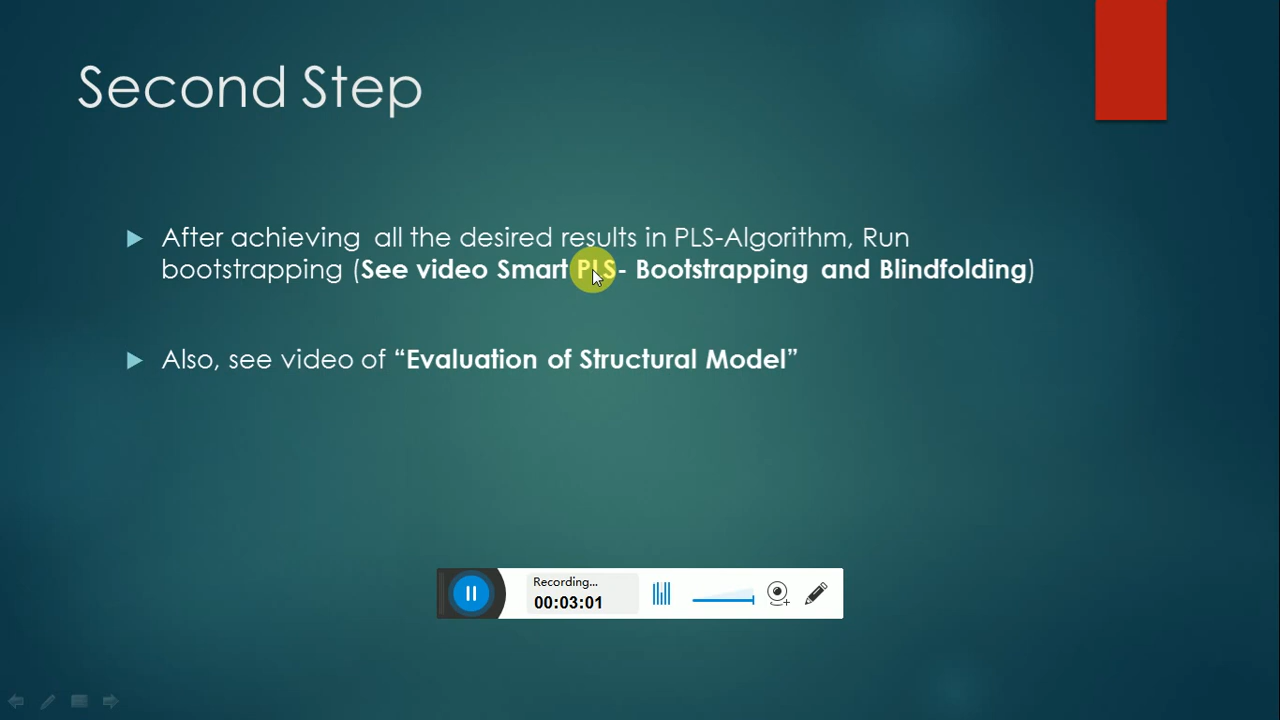 Second Step
After achieving all the desired results in PLS-Algorithm, Run
bootstrapping (See video Smart PLS- Bootstrapping and Blindfolding)
Also, see video of “Evaluation of Structural Model”
Recording...
00:03:01